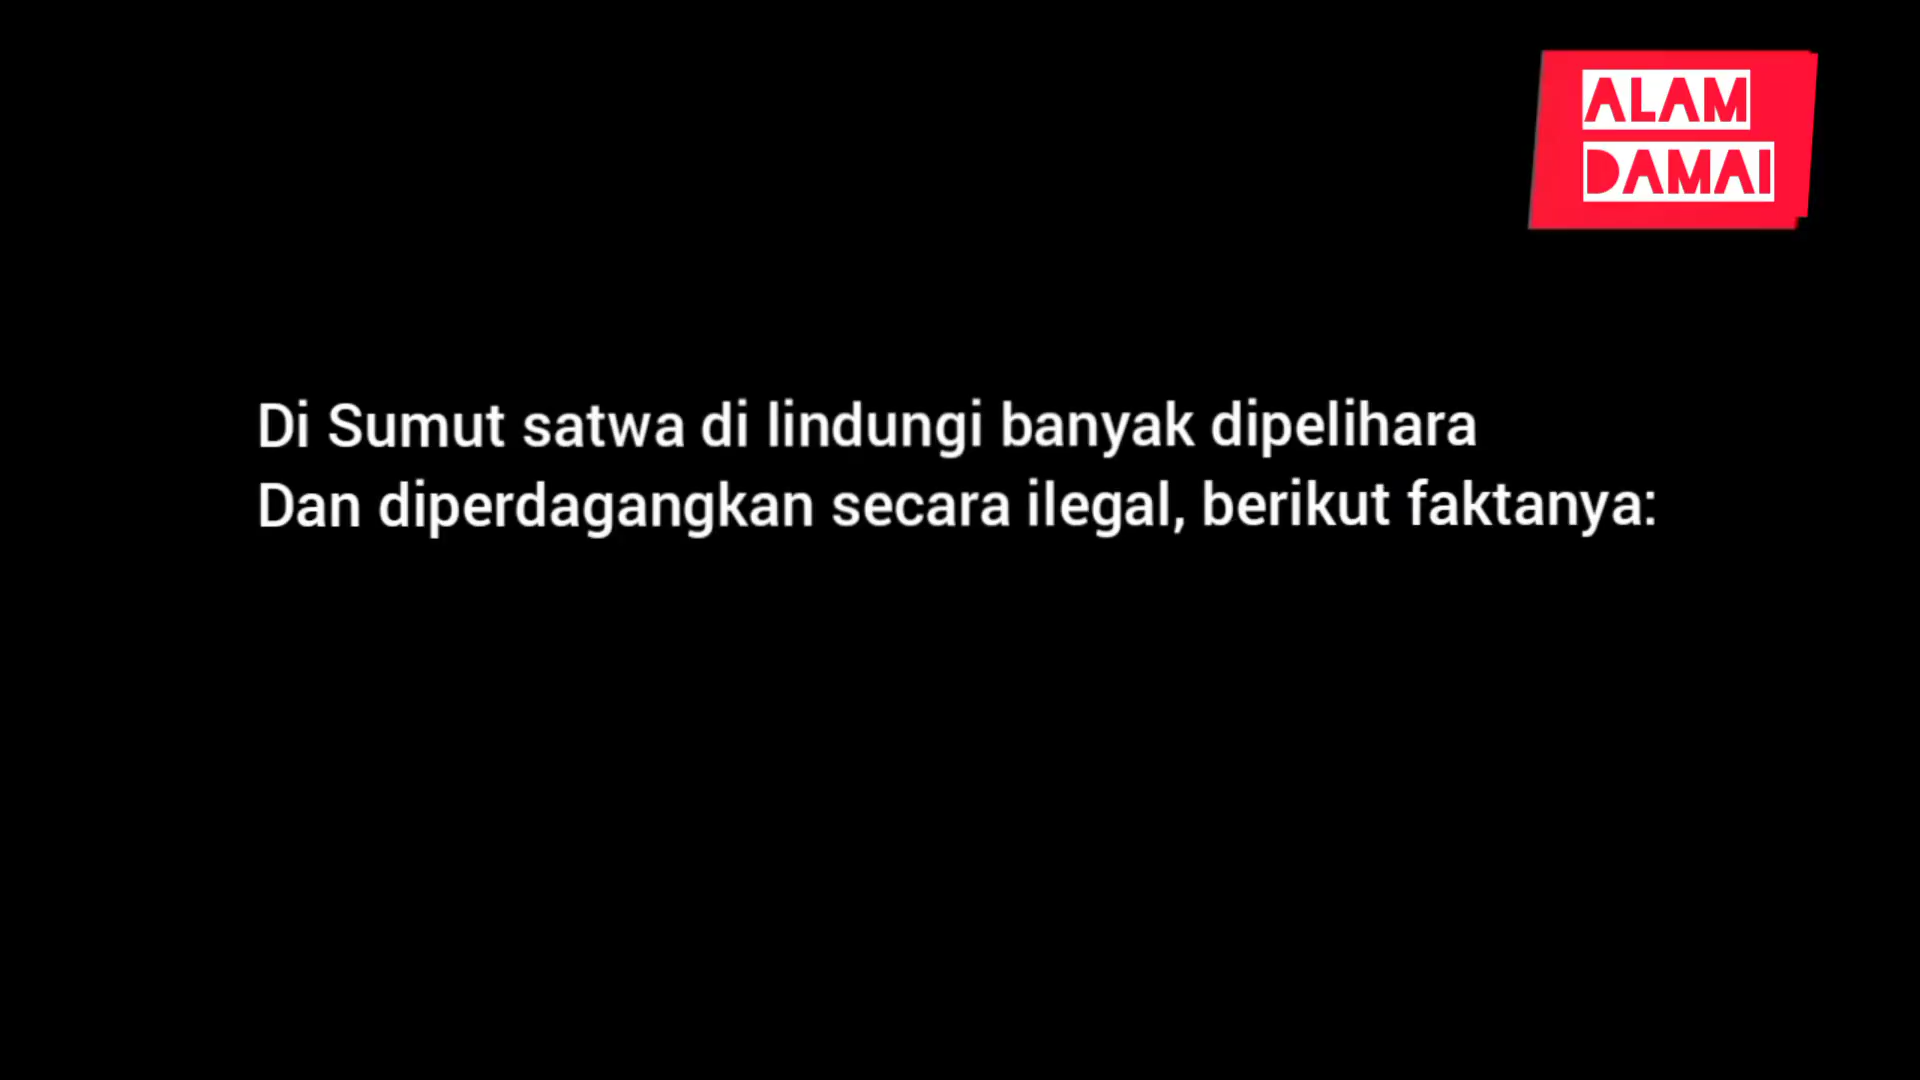 ALAM
DAMAI
Di Sumut satwa di lindungi banyak dipelihara
Dan diperdagangkan secara ilegal, berikut faktanya: